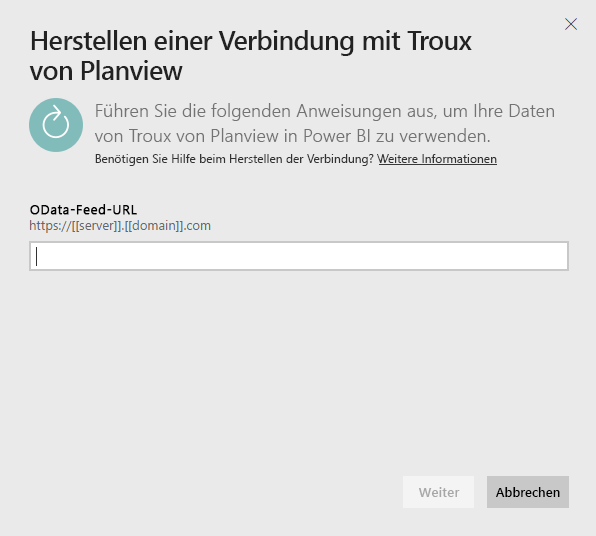 Herstellen einer Verbindung mit Troux
von Planview
Führen Sie die folgenden Anweisungen aus, um Ihre Daten
von Troux von Planview in Power BI zu verwenden.
Benötigen Sie Hilfe beim Herstellen der Verbindung? Weitere Informationen
OData-Feed-URL
https://[[server]].[[domain]].com
Weiter
Abbrechen